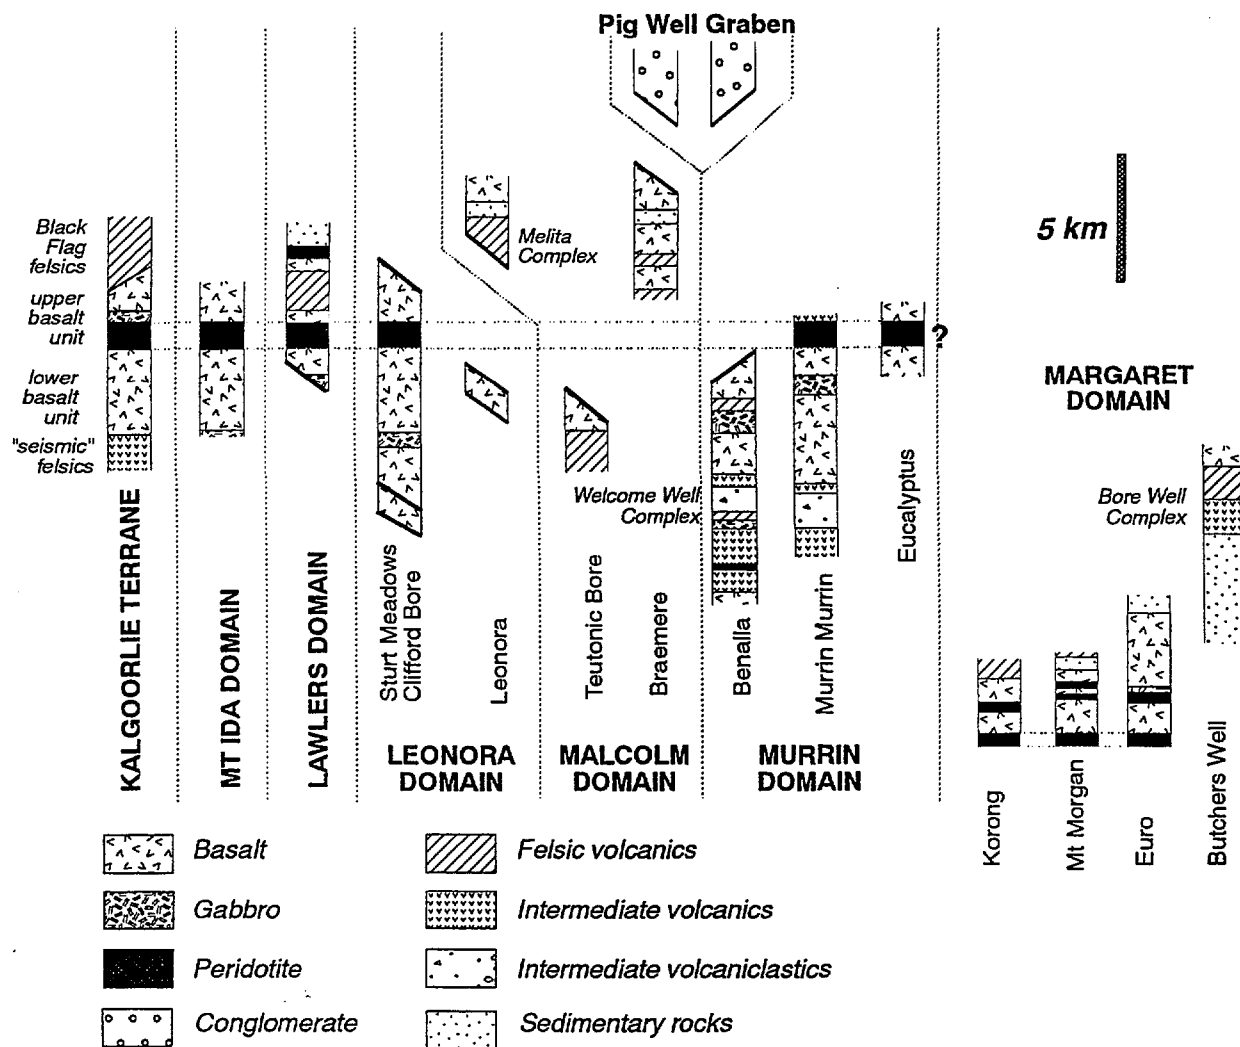 Pig Well Graben
Black
Flag
felsics
upper
basalt
unit
lower
basalt
unit
"seismic"
felsics
Melita
Complex
5 km
?
MARGARET
DOMAIN
Welcome Well
Complex
Bore Well
Complex
KALGOORLIE TERRANE
MT IDA DOMAIN
LAWLERS DOMAIN
Sturt Meadows
Clifford Bore
Leonora
Teutonic Bore
Braemere
Benalla
Murrin Murrin
Eucalyptus
LEONORA
DOMAIN
MALCOLM
DOMAIN
MURRIN
DOMAIN
Korong
Mt Morgan
Euro
Butchers Well
Basalt
Gabbro
Peridotite
Conglomerate
Felsic volcanics
Intermediate volcanics
Intermediate volcaniclastics
Sedimentary rocks